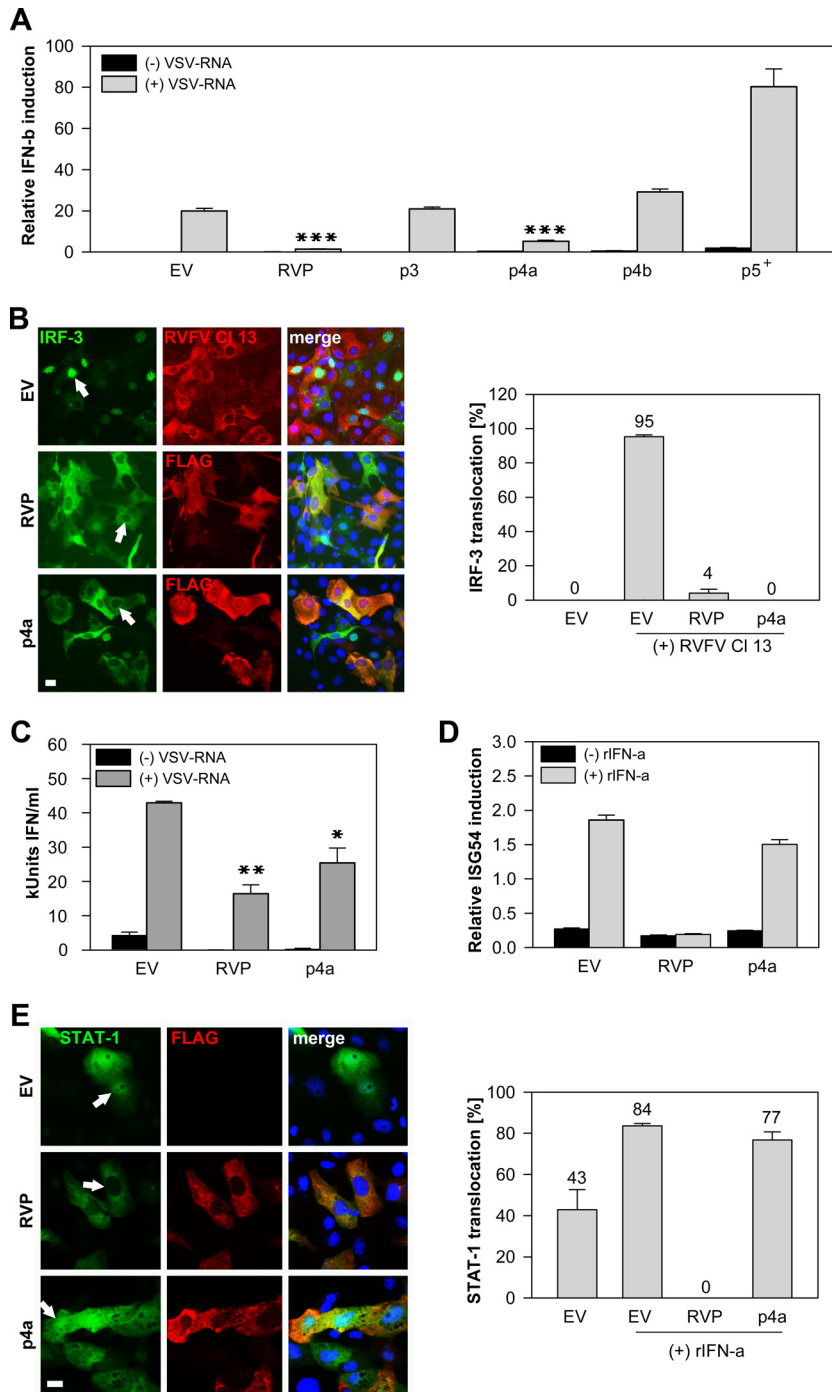 A
Relative IFN-b induction
100
80
60
40
20
0
(-) VSV-RNA
(+) VSV-RNA
***
***
EV RVP p3 p4a p4b p5+
B
IRF-3 RVFV Cl 13 merge
EV
FLAG
RVP
FLAG
p4a
IRF-3 translocation [%]
120
100
80
60
40
20
0
0 95 4 0
EV EV RVP p4a
(+) RVFV Cl 13
C
kUnits IFN/ml
60
50
40
30
20
10
0
(-) VSV-RNA
(+) VSV-RNA
**
*
EV RVP p4a
D
Relative ISG54 induction
3.0
2.5
2.0
1.5
1.0
0.5
0.0
(-) rIFN-a
(+) rIFN-a
EV RVP p4a
E
STAT-1 FLAG merge
EV
RVP
p4a
STAT-1 translocation [%]
100
80
60
40
20
0
43 84 0 77
EV EV RVP p4a
(+) rIFN-a